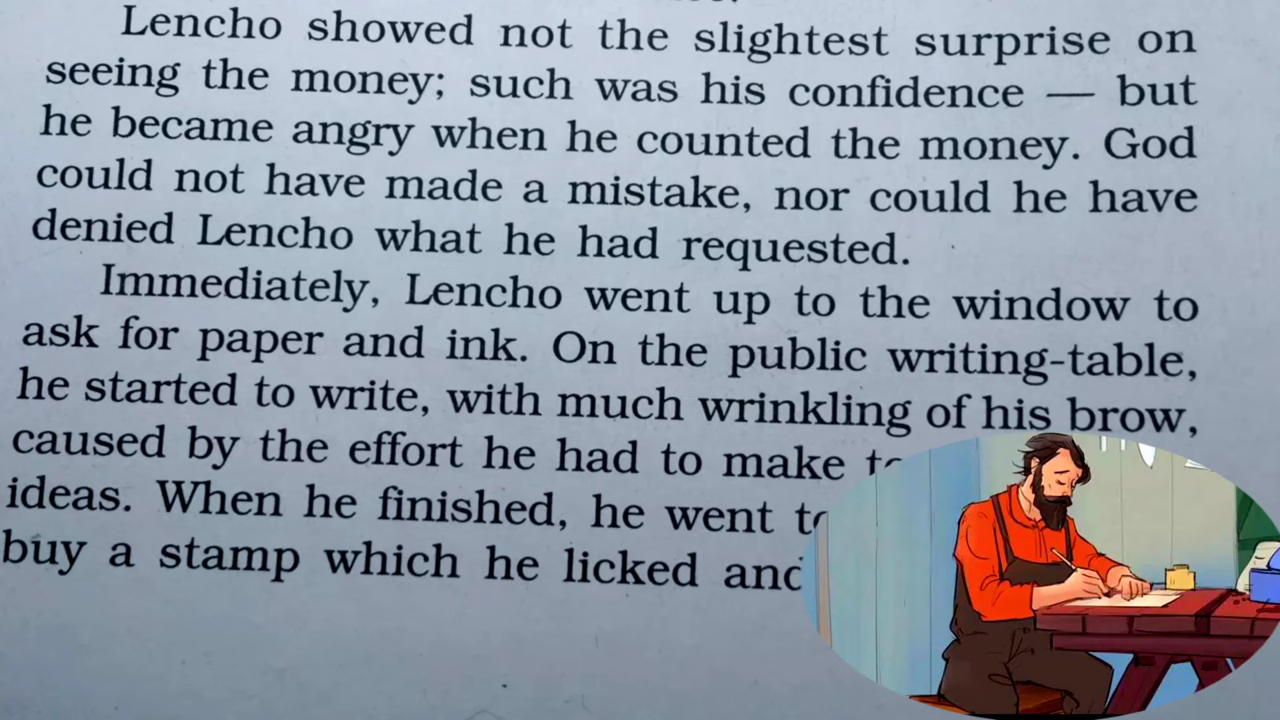 Lencho showed not the slightest surprise on
seeing the money; such was his confidence — but
he became angry when he counted the money. God
could not have made a mistake, nor could he have
denied Lencho what he had requested.
Immediately, Lencho went up to the window to
ask for paper and ink. On the public writing-table,
he started to write, with much wrinkling of his brow,
caused by the effort he had to make
ideas. When he finished, he went
buy a stamp which he licked and